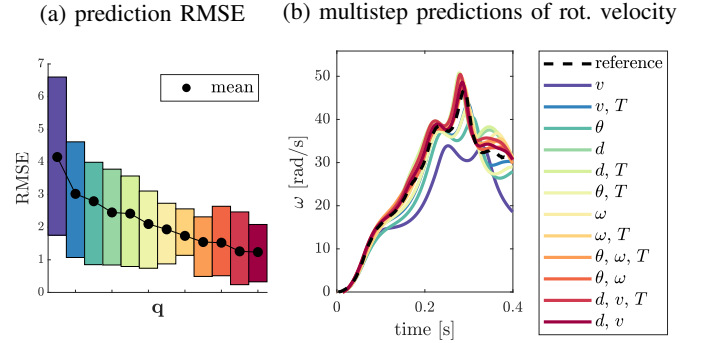 (a) prediction RMSE
(b) multistep predictions of rot. velocity
7
6
5
4
3
2
1
0
RMSE
mean
q
50
40
30
20
10
0
ω [rad/s]
0
0.2
0.4
time [s]
reference
v
v, T
θ
d
d, T
θ, T
ω
ω, T
θ, ω, T
θ, ω
d, v, T
d, v